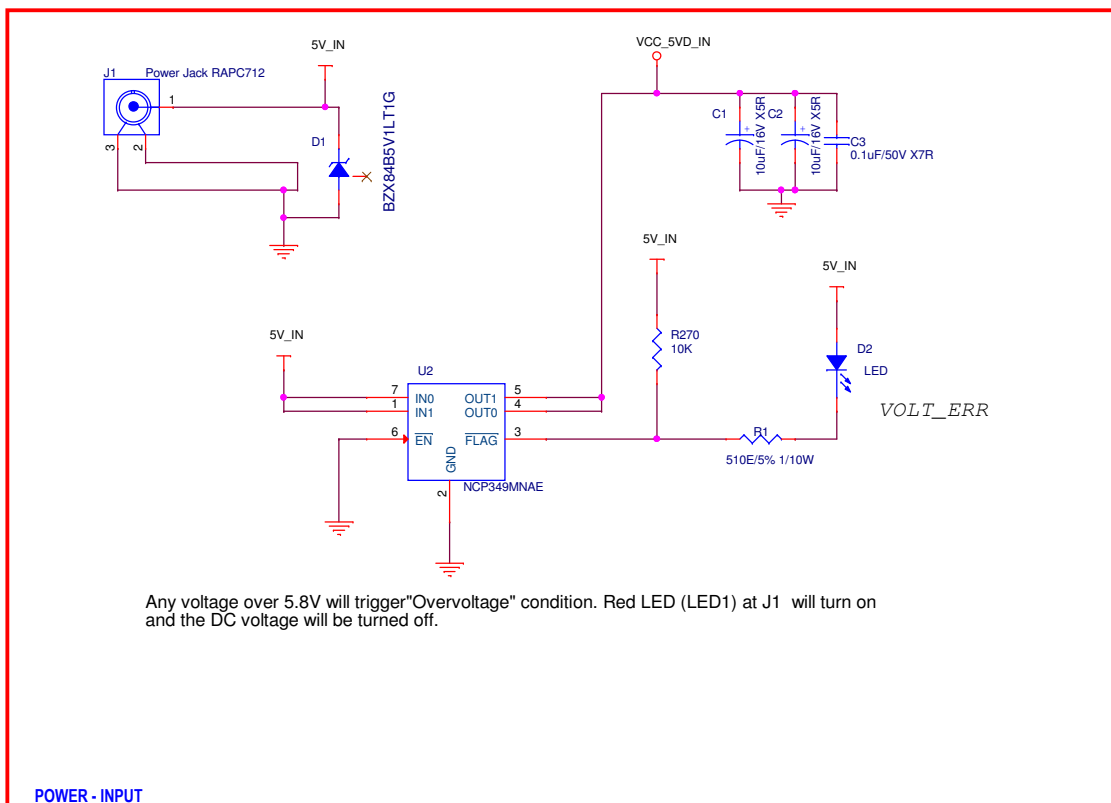 5V_IN
J1 Power Jack RAPC712
1
3
2
D1
BZX84B5V1LT1G
VCC_5VD_IN
C1
10uF/16V X5R
C2
10uF/16V X5R
C3
0.1uF/50V X7R
5V_IN
R270
10K
5V_IN
D2
LED
VOLT_ERR
5V_IN
U2
7 IN0
1 IN1
6 EN
OUT1 5
OUT0 4
FLAG 3
GND
2
NCP349MNAE
R1
510E/5% 1/10W
Any voltage over 5.8V will trigger"Overvoltage" condition. Red LED (LED1) at J1 will turn on
and the DC voltage will be turned off.
POWER - INPUT